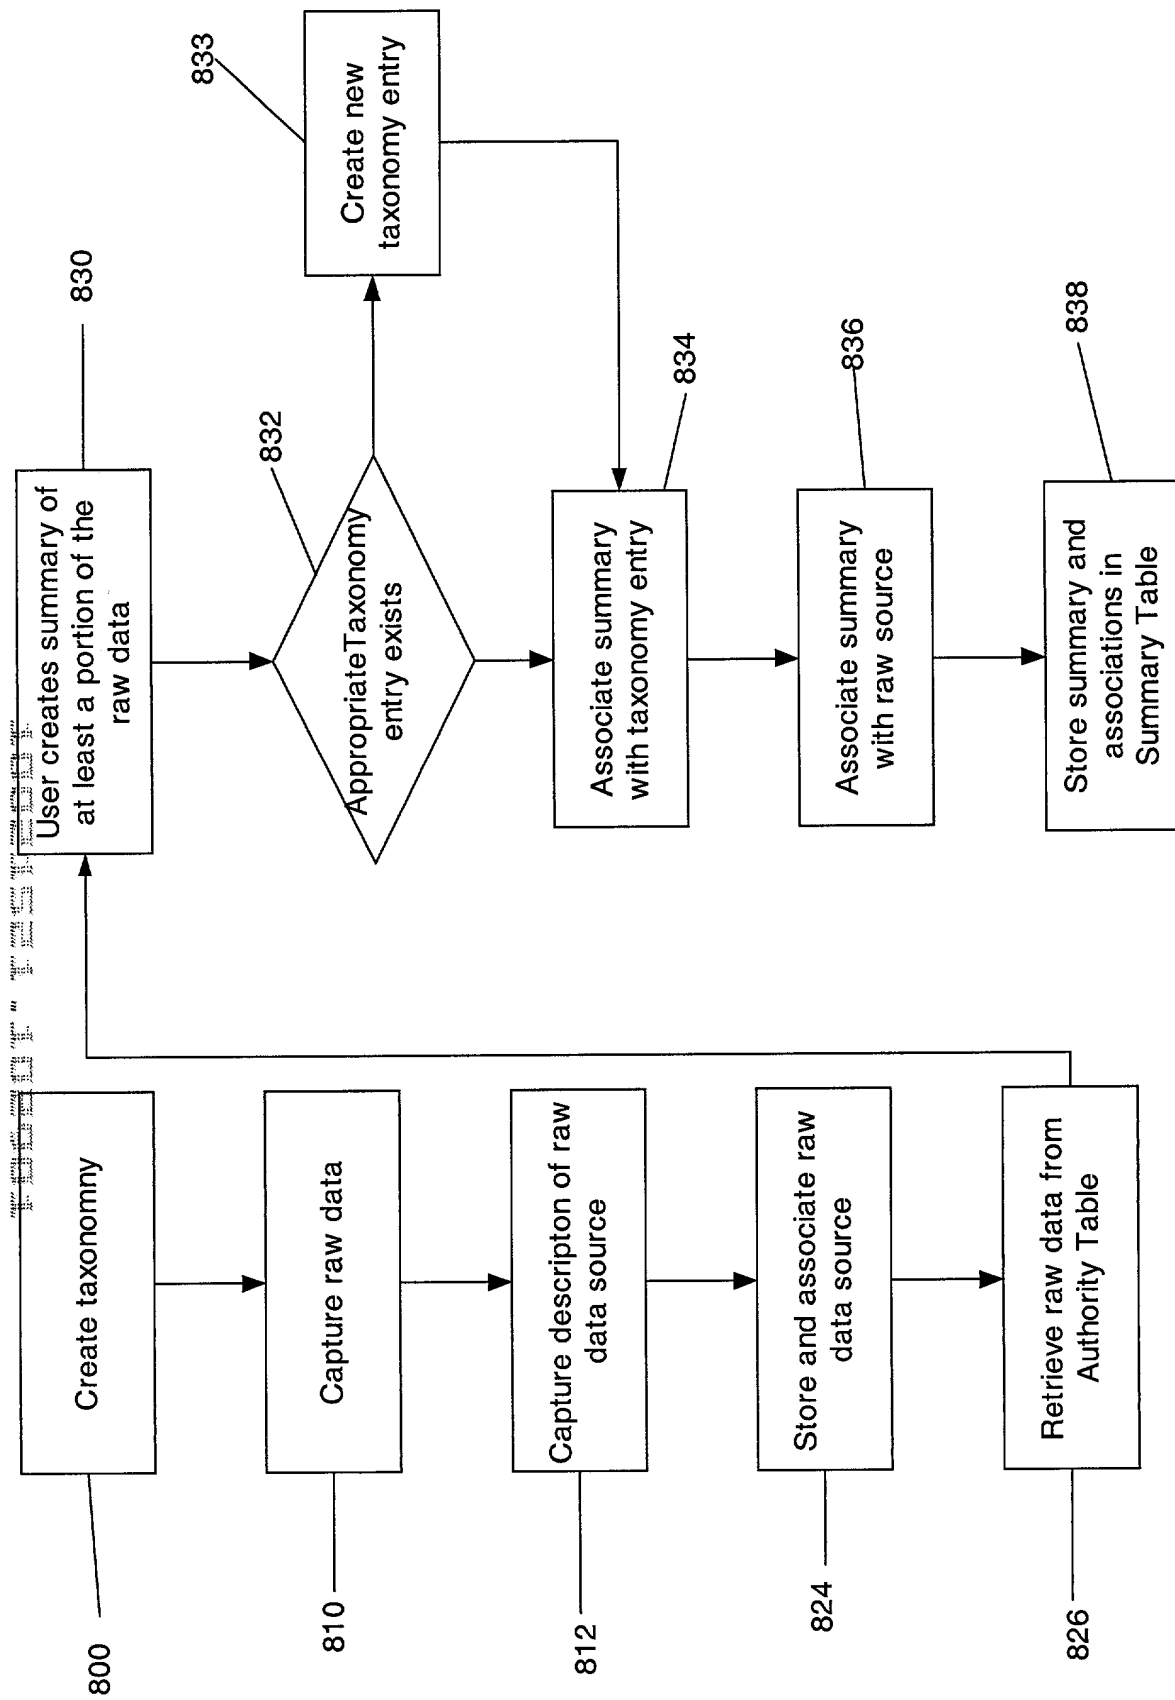 800
Create taxonomny
810
Capture raw data
812
Capture descripton of raw
data source
824
Store and associate raw
data source
826
Retrieve raw data from
Authority Table
User creates summary of
at least a portion of the
raw data
830
832
AppropriateTaxonomy
entry exists
833
Create new
taxonomy entry
Associate summary
with taxonomy entry
834
Associate summary
with raw source
836
Store summary and
associations in
Summary Table
838